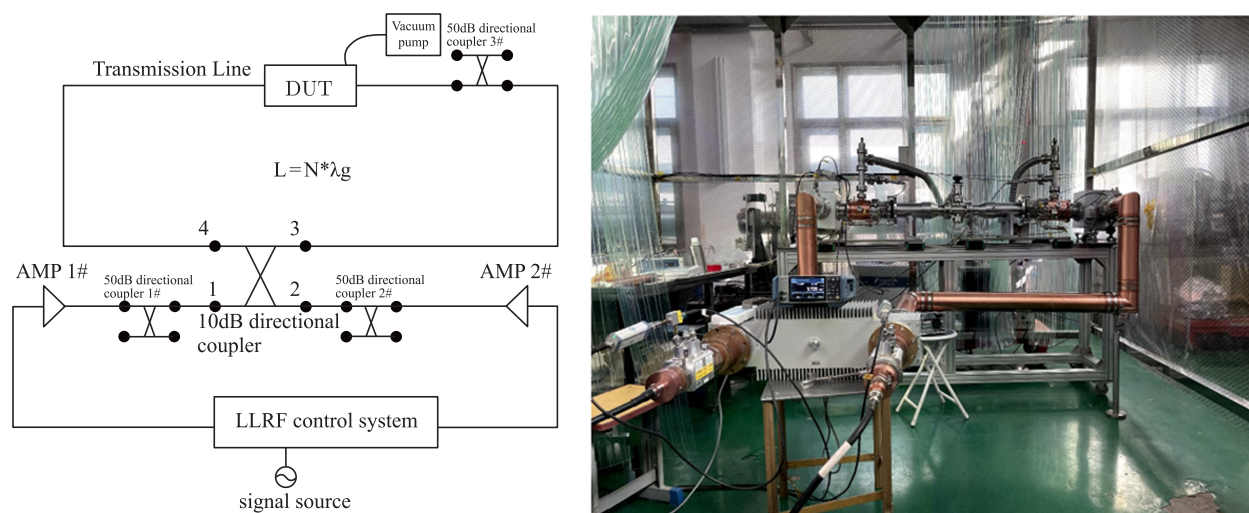 Vacuum
pump
50dB directional
coupler 3#
Transmission Line
DUT
L=N*λg
4
3
AMP 1#
AMP 2#
50dB directional
coupler 1#
1
2
50dB directional
coupler 2#
10dB directional
coupler
LLRF control system
signal source